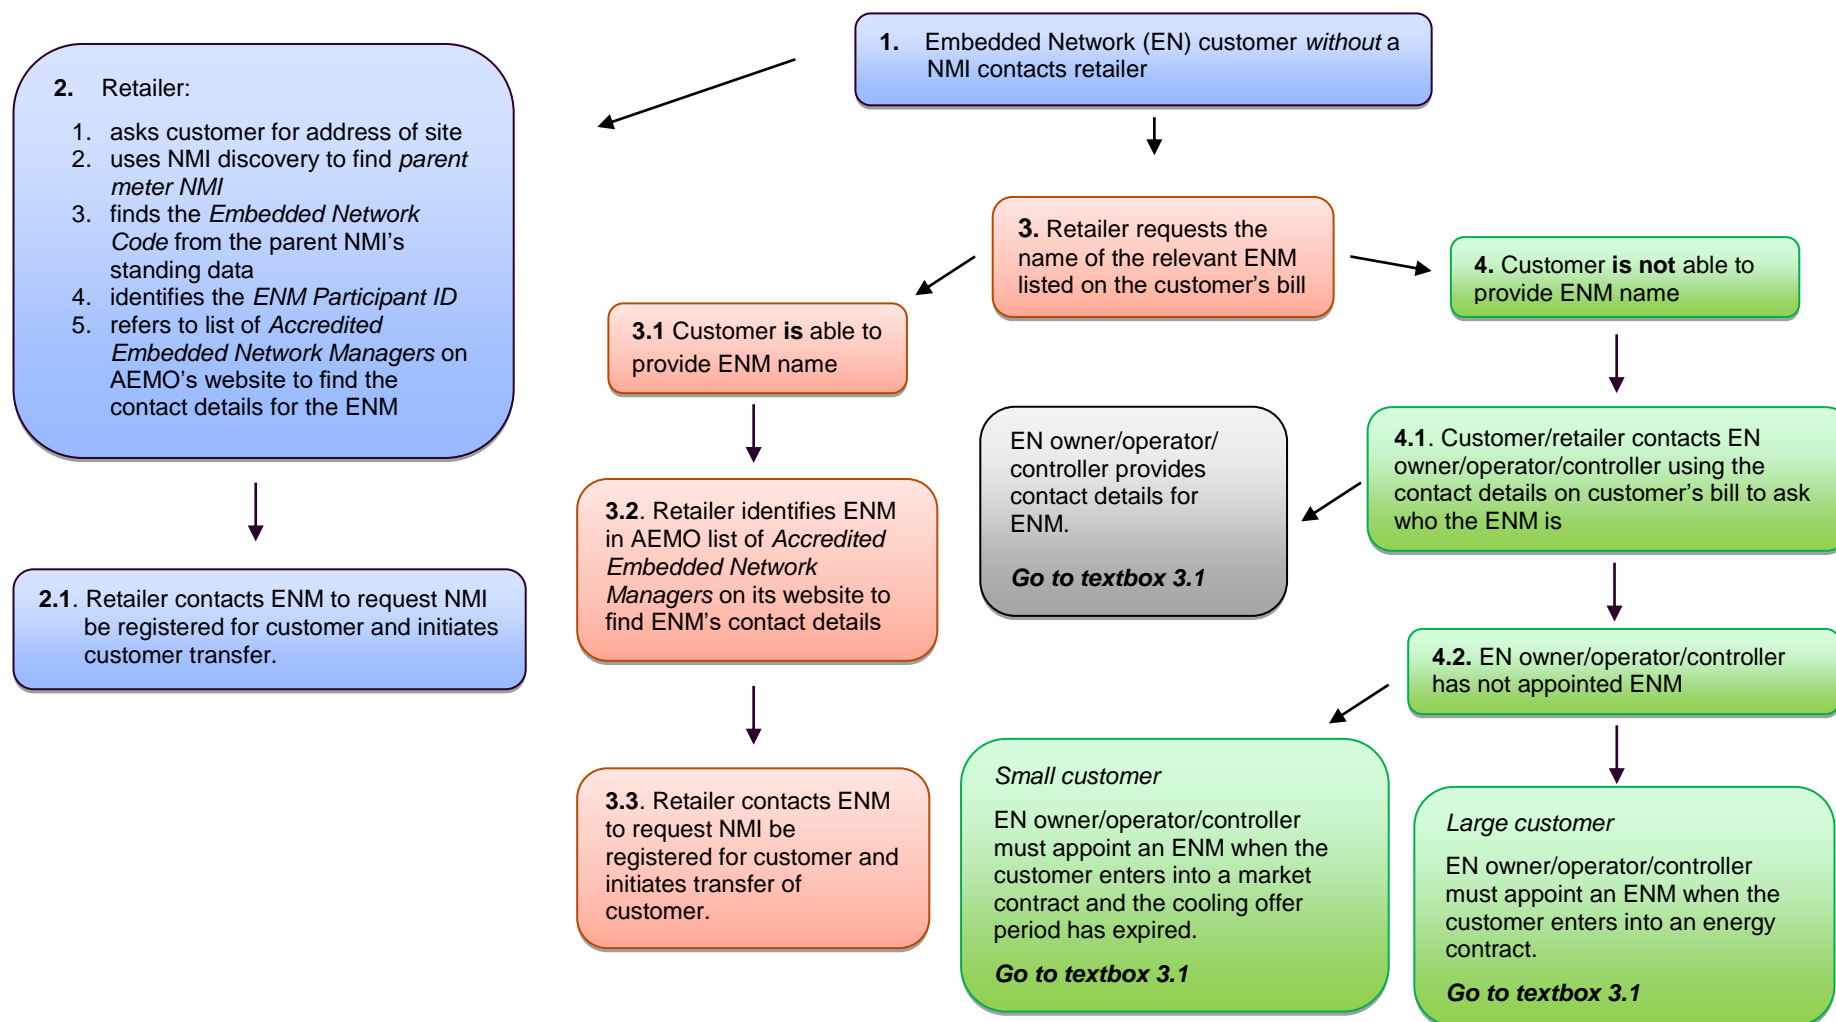 1. Embedded Network (EN) customer without a
NMI contacts retailer
2. Retailer:
1. asks customer for address of site
2. uses NMI discovery to find parent
meter NMI
3. finds the Embedded Network
Code from the parent NMI's
standing data
4. identifies the ENM Participant ID
5. refers to list of Accredited
Embedded Network Managers on
AEMO's website to find the
contact details for the ENM
2.1. Retailer contacts ENM to request NMI
be registered for customer and initiates
customer transfer.
3. Retailer requests the
name of the relevant ENM
listed on the customer's bill
3.1 Customer is able to
provide ENM name
3.2. Retailer identifies ENM
in AEMO list of Accredited
Embedded Network
Managers on its website to
find ENM's contact details
3.3. Retailer contacts ENM
to request NMI be
registered for customer and
initiates transfer of
customer.
4. Customer is not able to
provide ENM name
4.1. Customer/retailer contacts EN
owner/operator/controller using the
contact details on customer's bill to ask
who the ENM is
EN owner/operator/
controller provides
contact details for
ENM.
Go to textbox 3.1
4.2. EN owner/operator/controller
has not appointed ENM
Small customer
EN owner/operator/controller
must appoint an ENM when the
customer enters into a market
contract and the cooling offer
period has expired.
Go to textbox 3.1
Large customer
EN owner/operator/controller
must appoint an ENM when the
customer enters into an energy
contract.
Go to textbox 3.1